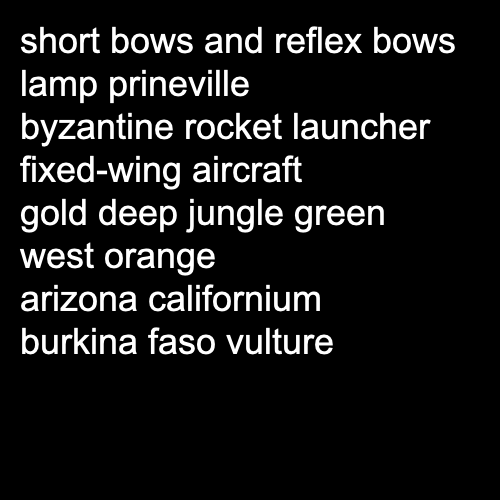 short bows and reflex bows
lamp prineville
byzantine rocket launcher
fixed-wing aircraft
gold deep jungle green
west orange
arizona californium
burkina faso vulture